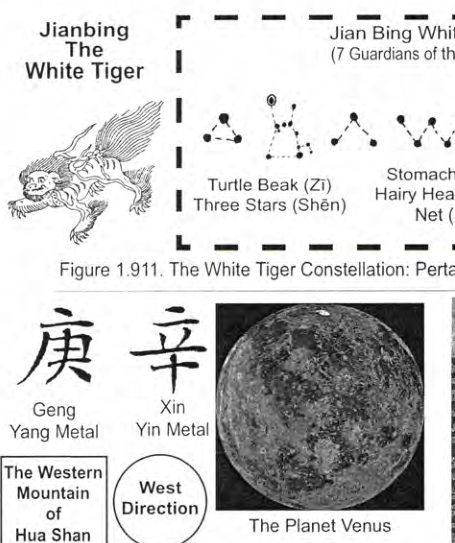 Jianbing
The
White Tiger
Jian Bing Whit
(7 Guardians of th
Turtle Beak (Zī)
Three Stars (Shēn)
Stomach
Hairy Hea
Net (
Figure 1.911. The White Tiger Constellation: Perta
庚
Geng
Yang Metal
辛
Xin
Yin Metal
The Western
Mountain
of
Hua Shan
West
Direction
The Planet Venus